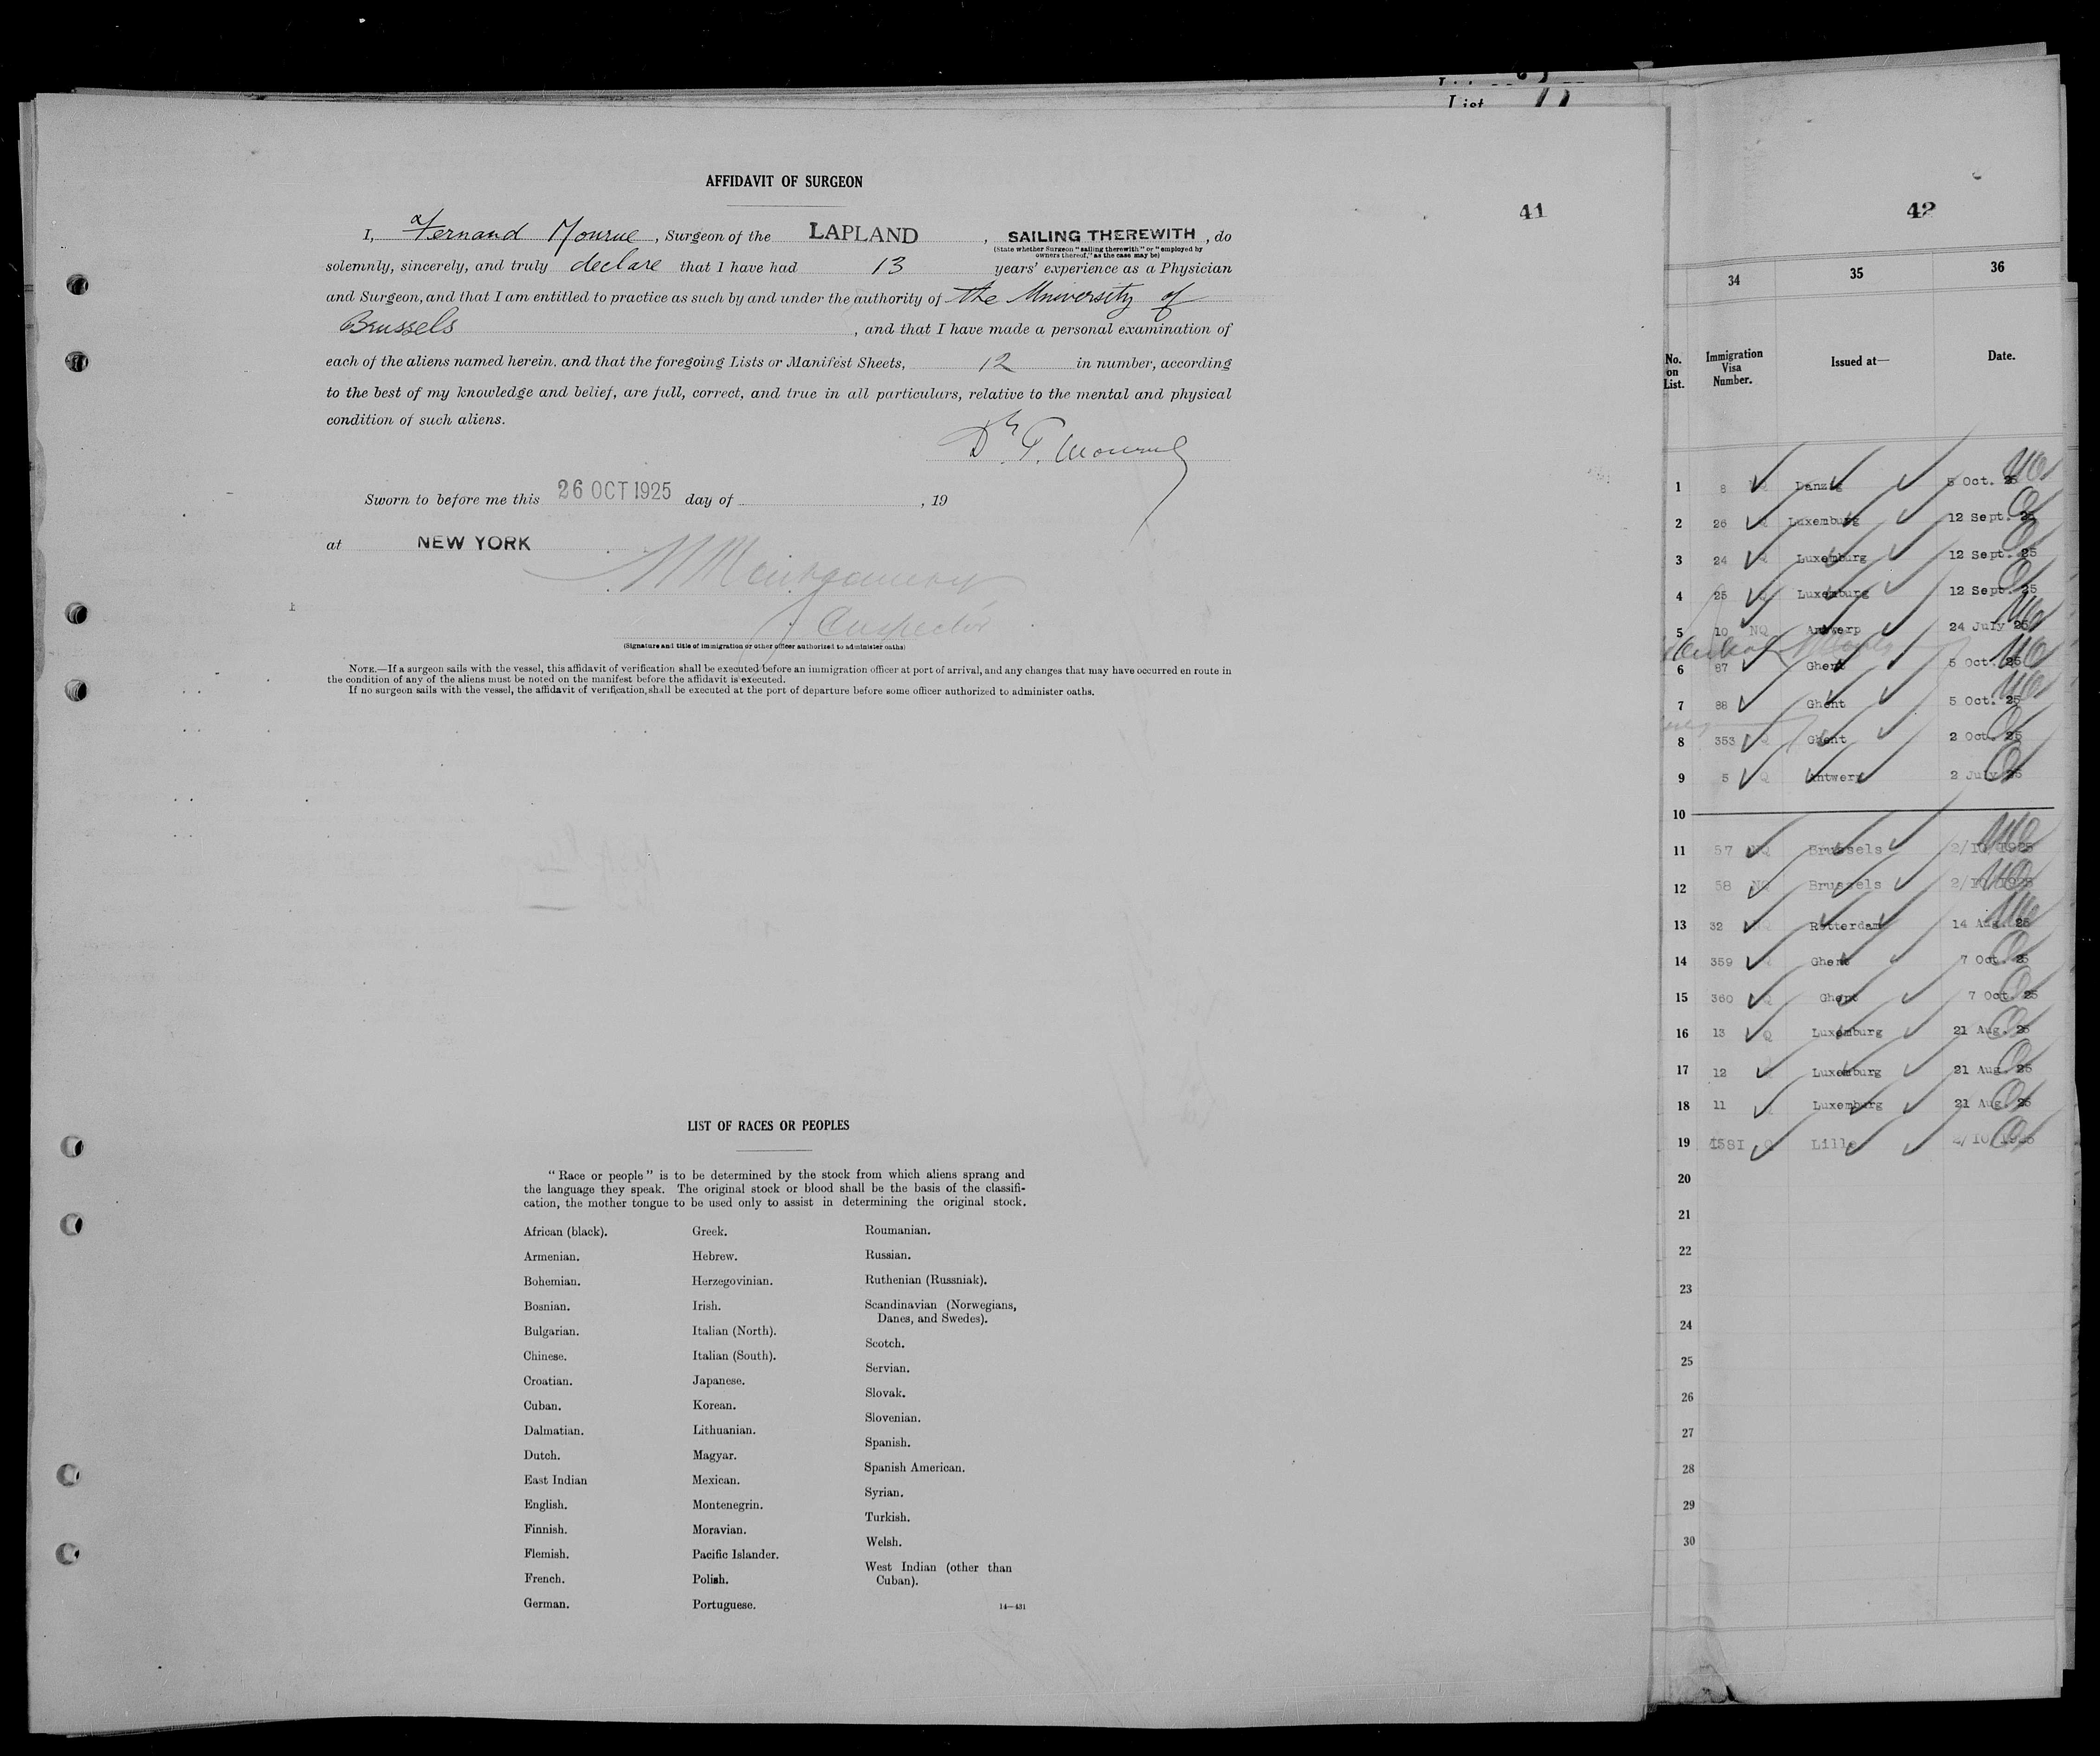 List
AFFIDAVIT OF SURGEON
41
I, Fernand , Surgeon of the LAPLAND , SAILING THEREWITH , do
(State whether Surgeon "sailing therewith" or "employed by
owners thereof," as the case may be)
solemnly, sincerely, and truly declare that I have had 13 years' experience as a Physician
and Surgeon, and that I am entitled to practice as such by and under the authority of the University of
Brussels , and that I have made a personal examination of
each of the aliens named herein, and that the foregoing Lists or Manifest Sheets, 12 in number, according
to the best of my knowledge and belief, are full, correct, and true in all particulars, relative to the mental and physical
condition of such aliens.
Dr F.
Sworn to before me this 26 OCT 1925 day of , 19
at NEW YORK
Montgomery
Inspector
(Signature and title of immigration or other officer authorized to administer oaths)
NOTE.—If a surgeon sails with the vessel, this affidavit of verification shall be executed before an immigration officer at port of arrival, and any changes that may have occurred en route in
the condition of any of the aliens must be noted on the manifest before the affidavit is executed.
If no surgeon sails with the vessel, the affidavit of verification shall be executed at the port of departure before some officer authorized to administer oaths.
LIST OF RACES OR PEOPLES
"Race or people" is to be determined by the stock from which aliens sprang and
the language they speak. The original stock or blood shall be the basis of the classifi-
cation, the mother tongue to be used only to assist in determining the original stock.
African (black).
Armenian.
Bohemian.
Bosnian.
Bulgarian.
Chinese.
Croatian.
Cuban.
Dalmatian.
Dutch.
East Indian
English.
Finnish.
Flemish.
French.
German.
Greek.
Hebrew.
Herzegovinian.
Irish.
Italian (North).
Italian (South).
Japanese.
Korean.
Lithuanian.
Magyar.
Mexican.
Montenegrin.
Moravian.
Pacific Islander.
Polish.
Portuguese.
Roumanian.
Russian.
Ruthenian (Russniak).
Scandinavian (Norwegians,
Danes, and Swedes).
Scotch.
Servian.
Slovak.
Slovenian.
Spanish.
Spanish American.
Syrian.
Turkish.
Welsh.
West Indian (other than
Cuban).
14—431
42
34 35 36
No.
on
List.
Immigration
Visa
Number.
Issued at—
Date.
1 8 Danzig 5 Oct. 25
2 26 Luxemburg 12 Sept. 25
3 24 Q Luxemburg 12 Sept. 25
4 25 Q Luxemburg 12 Sept. 25
5 10 NQ Antwerp 24 July 25
6 87 Ghent 5 Oct. 25
7 88 Ghent 5 Oct. 25
8 353 Q Ghent 2 Oct. 25
9 5 Q Antwerp 2 July 25
10
11 57 NQ Brussels 2/10/1925
12 58 NQ Brussels 2/10/1925
13 32 NQ Rotterdam 14 Aug. 25
14 359 Q Ghent 7 Oct. 25
15 360 Q Ghent 7 Oct. 25
16 13 Q Luxemburg 21 Aug. 25
17 12 Luxemburg 21 Aug. 25
18 11 Luxemburg 21 Aug. 25
19 1581 Q Lille 2/10/1925
20
21
22
23
24
25
26
27
28
29
30